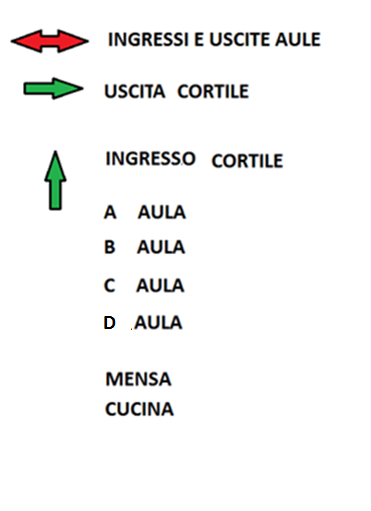 INGRESSI E USCITE AULE
USCITA CORTILE
INGRESSO CORTILE
A AULA
B AULA
C AULA
D AULA
MENSA
CUCINA